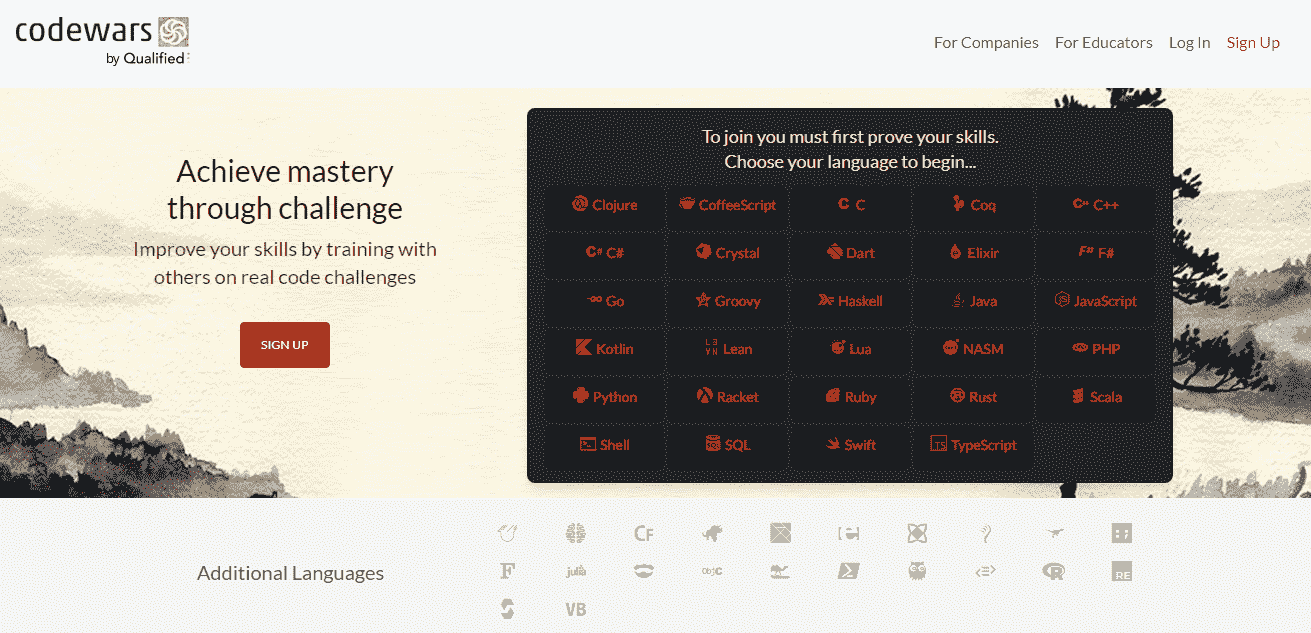 codewars
by Qualified
For Companies For Educators Log In Sign Up
Achieve mastery
through challenge
Improve your skills by training with
others on real code challenges
SIGN UP
To join you must first prove your skills.
Choose your language to begin...
Clojure CoffeeScript C C Coq C++ C++
C# C# Crystal Dart Elixir F# F#
Go Groovy Haskell Java JavaScript
Kotlin L∃∀N Lean Lua NASM php PHP
Python Racket Ruby Rust Scala
Shell SQL Swift TS TypeScript
Additional Languages
CF
F julia ObjC R RE
VB